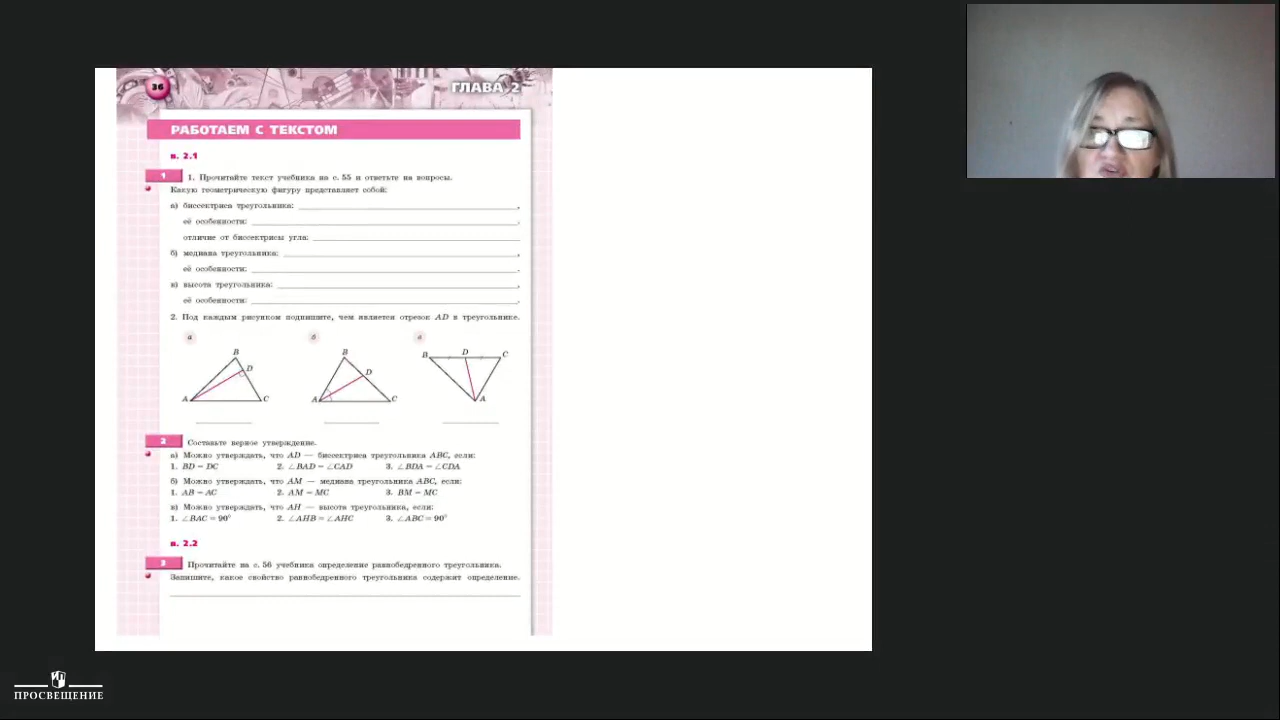 36
ГЛАВА 2
РАБОТАЕМ С ТЕКСТОМ
п. 2.1
1 1. Прочитайте текст учебника на с. 55 и ответьте на вопросы.
Какую геометрическую фигуру представляет собой:
а) биссектриса треугольника: ,
её особенности: .
отличие от биссектрисы угла:
б) медиана треугольника: ,
её особенности: .
в) высота треугольника: ,
её особенности: .
2. Под каждым рисунком подпишите, чем является отрезок AD в треугольнике.
а б в
B D A C
B D A C
B D C A
2 Составьте верное утверждение.
а) Можно утверждать, что AD — биссектриса треугольника ABC, если:
1. BD = DC 2. ∠BAD = ∠CAD 3. ∠BDA = ∠CDA
б) Можно утверждать, что AM — медиана треугольника ABC, если:
1. AB = AC 2. AM = MC 3. BM = MC
в) Можно утверждать, что AH — высота треугольника, если:
1. ∠BAC = 90° 2. ∠AHB = ∠AHC 3. ∠ABC = 90°
п. 2.2
3 Прочитайте на с. 56 учебника определение равнобедренного треугольника.
Запишите, какое свойство равнобедренного треугольника содержит определение.
ПРОСВЕЩЕНИЕ